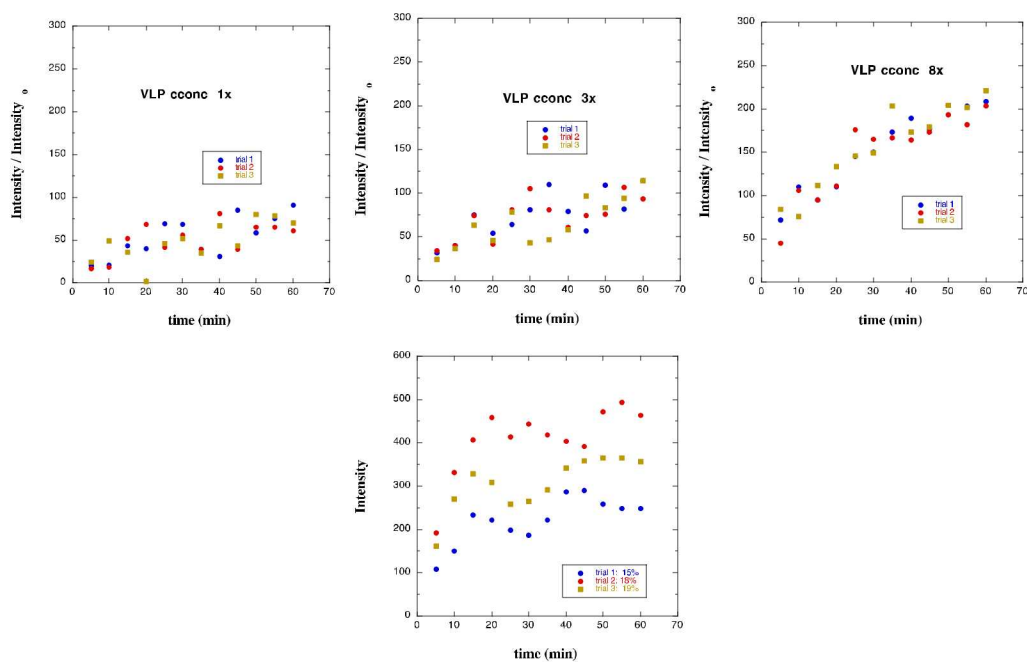 300
250
200
150
100
50
0
Intensity / Intensity o
VLP cconc 1x
trial 1
trial 2
trial 3
0 10 20 30 40 50 60 70
time (min)
300
250
200
150
100
50
0
Intensity / Intensity o
VLP cconc 3x
trial 1
trial 2
trial 3
0 10 20 30 40 50 60 70
time (min)
300
250
200
150
100
50
0
Intensity / Intensity o
VLP cconc 8x
trial 1
trial 2
trial 3
0 10 20 30 40 50 60 70
time (min)
600
500
400
300
200
100
0
Intensity
trial 1: 15%
trial 2: 18%
trial 3: 19%
0 10 20 30 40 50 60 70
time (min)